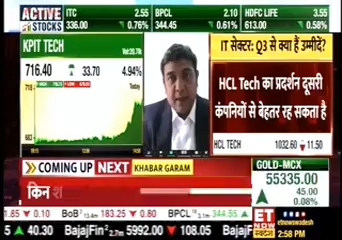 ACTIVE STOCKS
ITC 2.55
336.00 0.76%
BPCL 2.10
344.45 0.61%
HDFC LIFE 3.55
613.00 0.58%
KPIT TECH
716.40 33.70 4.94%
Today
IT सेक्टर: Q3 से क्या हैं उम्मीदें?
HCL Tech का प्रदर्शन दूसरी
कंपनियों से बेहतर रह सकता है
HCL TECH 1032.60 11.50
COMING UP NEXT KHABAR GARAM
किन
GOLD-MCX
55335.00
45.00
0.08%
BoB 183.25 0.80 BPCL 344.55
40.30 BajajFin 5992.00 108.05 BajajFin
ET NOW
स्वदेश
etnowswadesh
2:58 PM